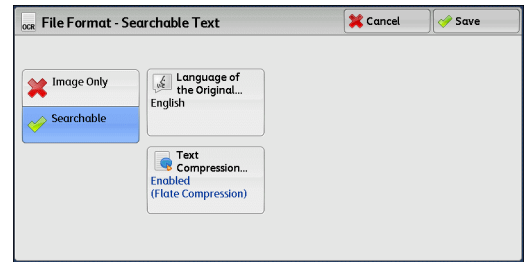 OCR File Format - Searchable Text
Cancel
Save
Image Only
Searchable
Language of
the Original...
English
Text
Compression...
Enabled
(Flate Compression)